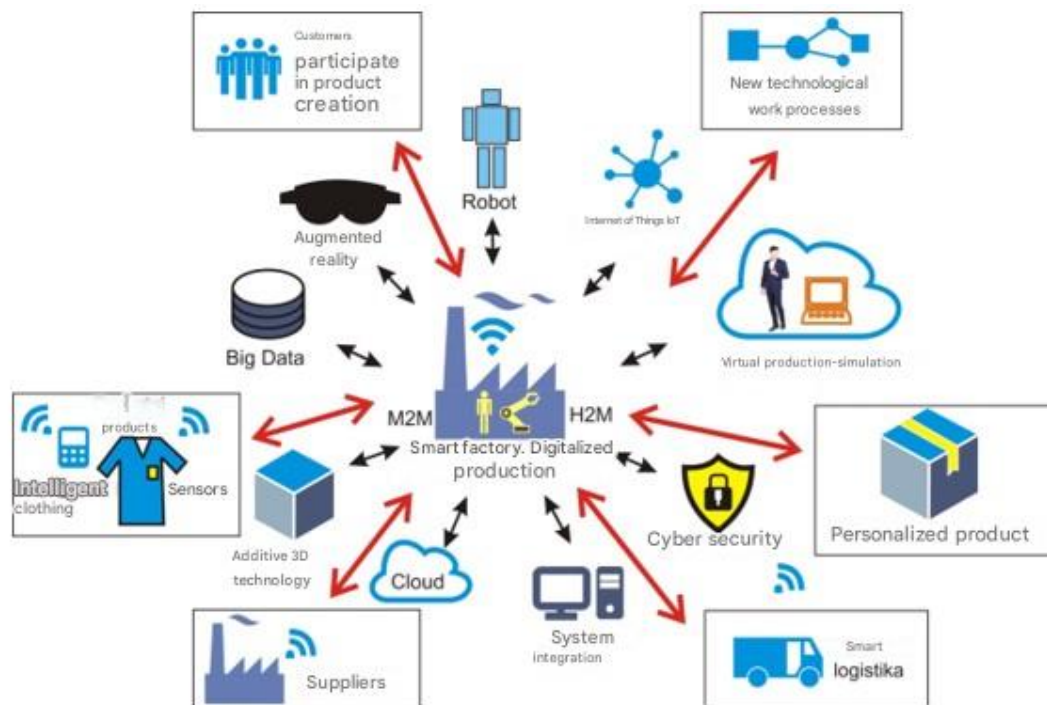 Customers
participate
in product
creation
New technological
work processes
Robot
Internet of Things IoT
Augmented
reality
Big Data
Virtual production-simulation
M2M
H2M
Smart factory. Digitalized
production
products
Intelligent
clothing
Sensors
Additive 3D
technology
Cloud
Cyber security
Personalized product
System
integration
Suppliers
Smart
logistika